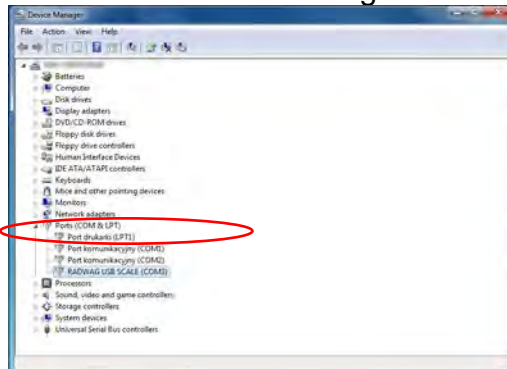 Device Manager
File Action View Help
Batteries
Computer
Disk drives
Display adapters
DVD/CD-ROM drives
Floppy disk drives
Floppy drive controllers
Human Interface Devices
IDE ATA/ATAPI controllers
Keyboards
Mice and other pointing devices
Monitors
Network adapters
Ports (COM & LPT)
Port drukarki (LPT1)
Port komunikacyjny (COM1)
Port komunikacyjny (COM2)
RADWAG USB SCALE (COM3)
Processors
Sound, video and game controllers
Storage controllers
System devices
Universal Serial Bus controllers